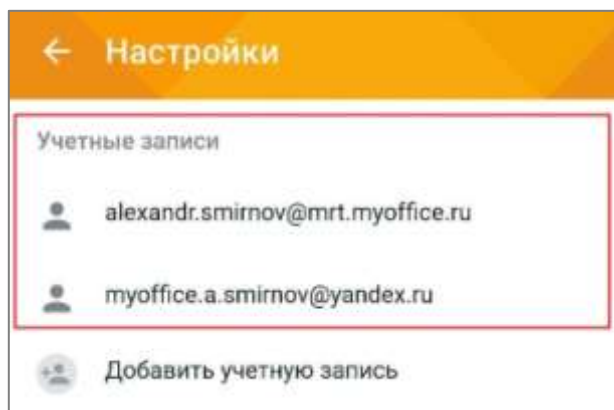 Настройки
Учетные записи
alexandr.smirnov@mrt.myoffice.ru
myoffice.a.smirnov@yandex.ru
Добавить учетную запись